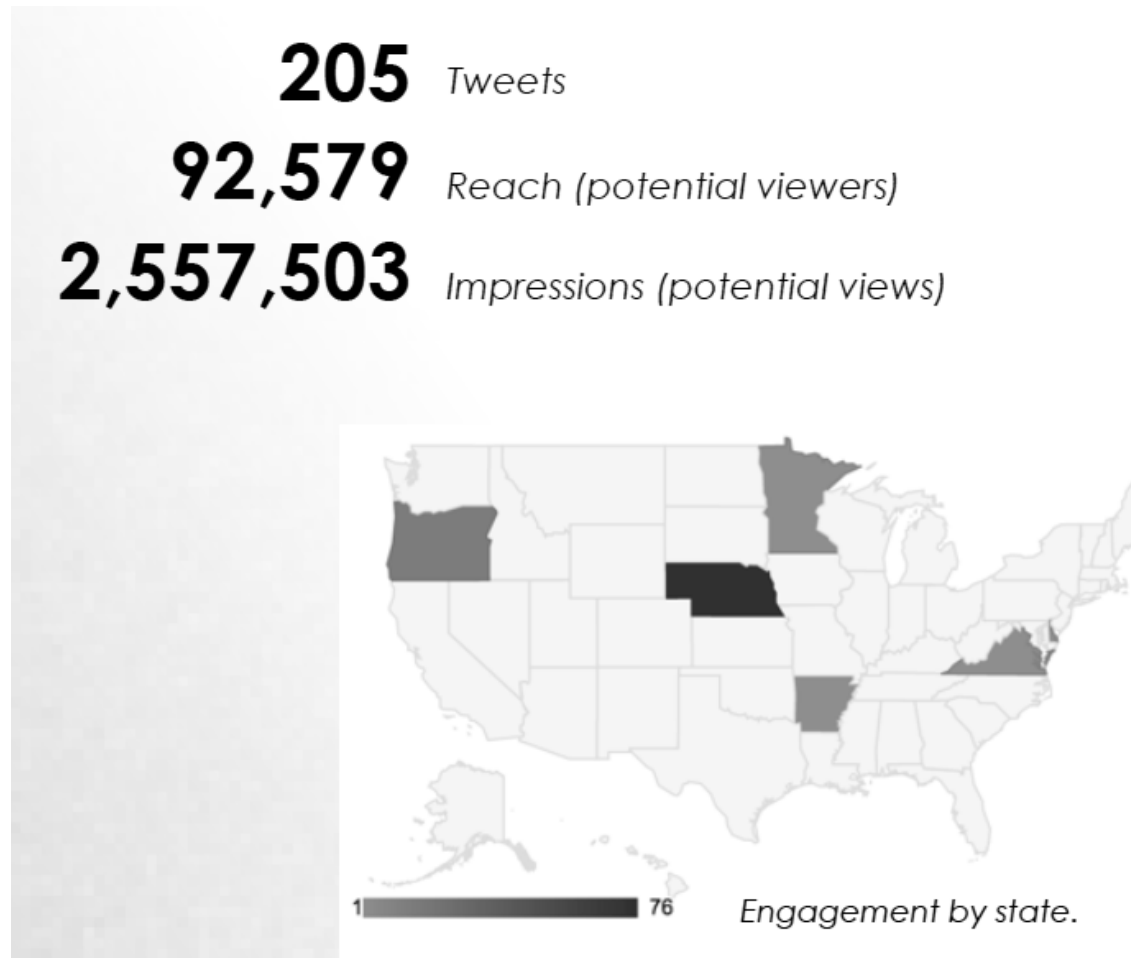 205 Tweets
92,579 Reach (potential viewers)
2,557,503 Impressions (potential views)
1 76
Engagement by state.